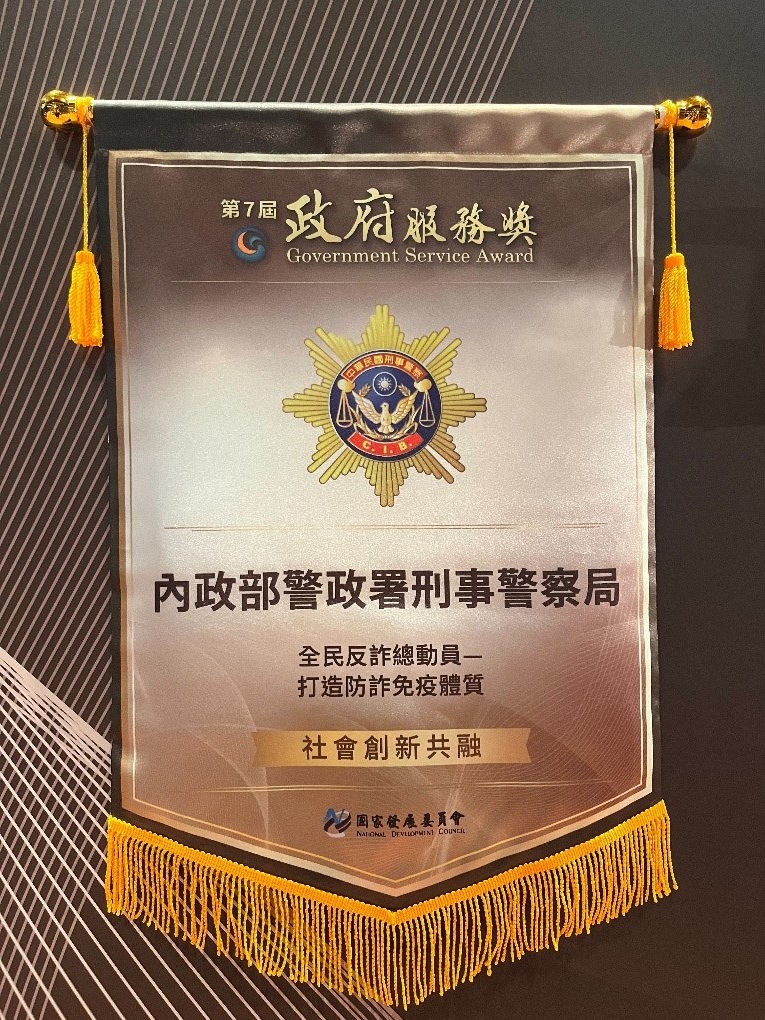 第7屆 政府服務獎
Government Service Award
中華民國刑事警察
C. I. B.
內政部警政署刑事警察局
全民反詐總動員—
打造防詐免疫體質
社會創新共融
國家發展委員會
NATIONAL DEVELOPMENT COUNCIL